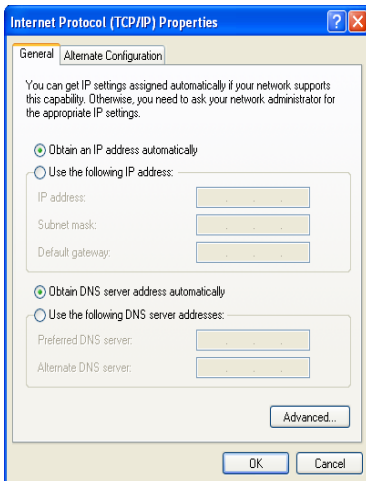 Internet Protocol (TCP/IP) Properties
General Alternate Configuration
You can get IP settings assigned automatically if your network supports
this capability. Otherwise, you need to ask your network administrator for
the appropriate IP settings.
Obtain an IP address automatically
Use the following IP address:
IP address:
Subnet mask:
Default gateway:
Obtain DNS server address automatically
Use the following DNS server addresses:
Preferred DNS server:
Alternate DNS server:
Advanced...
OK Cancel